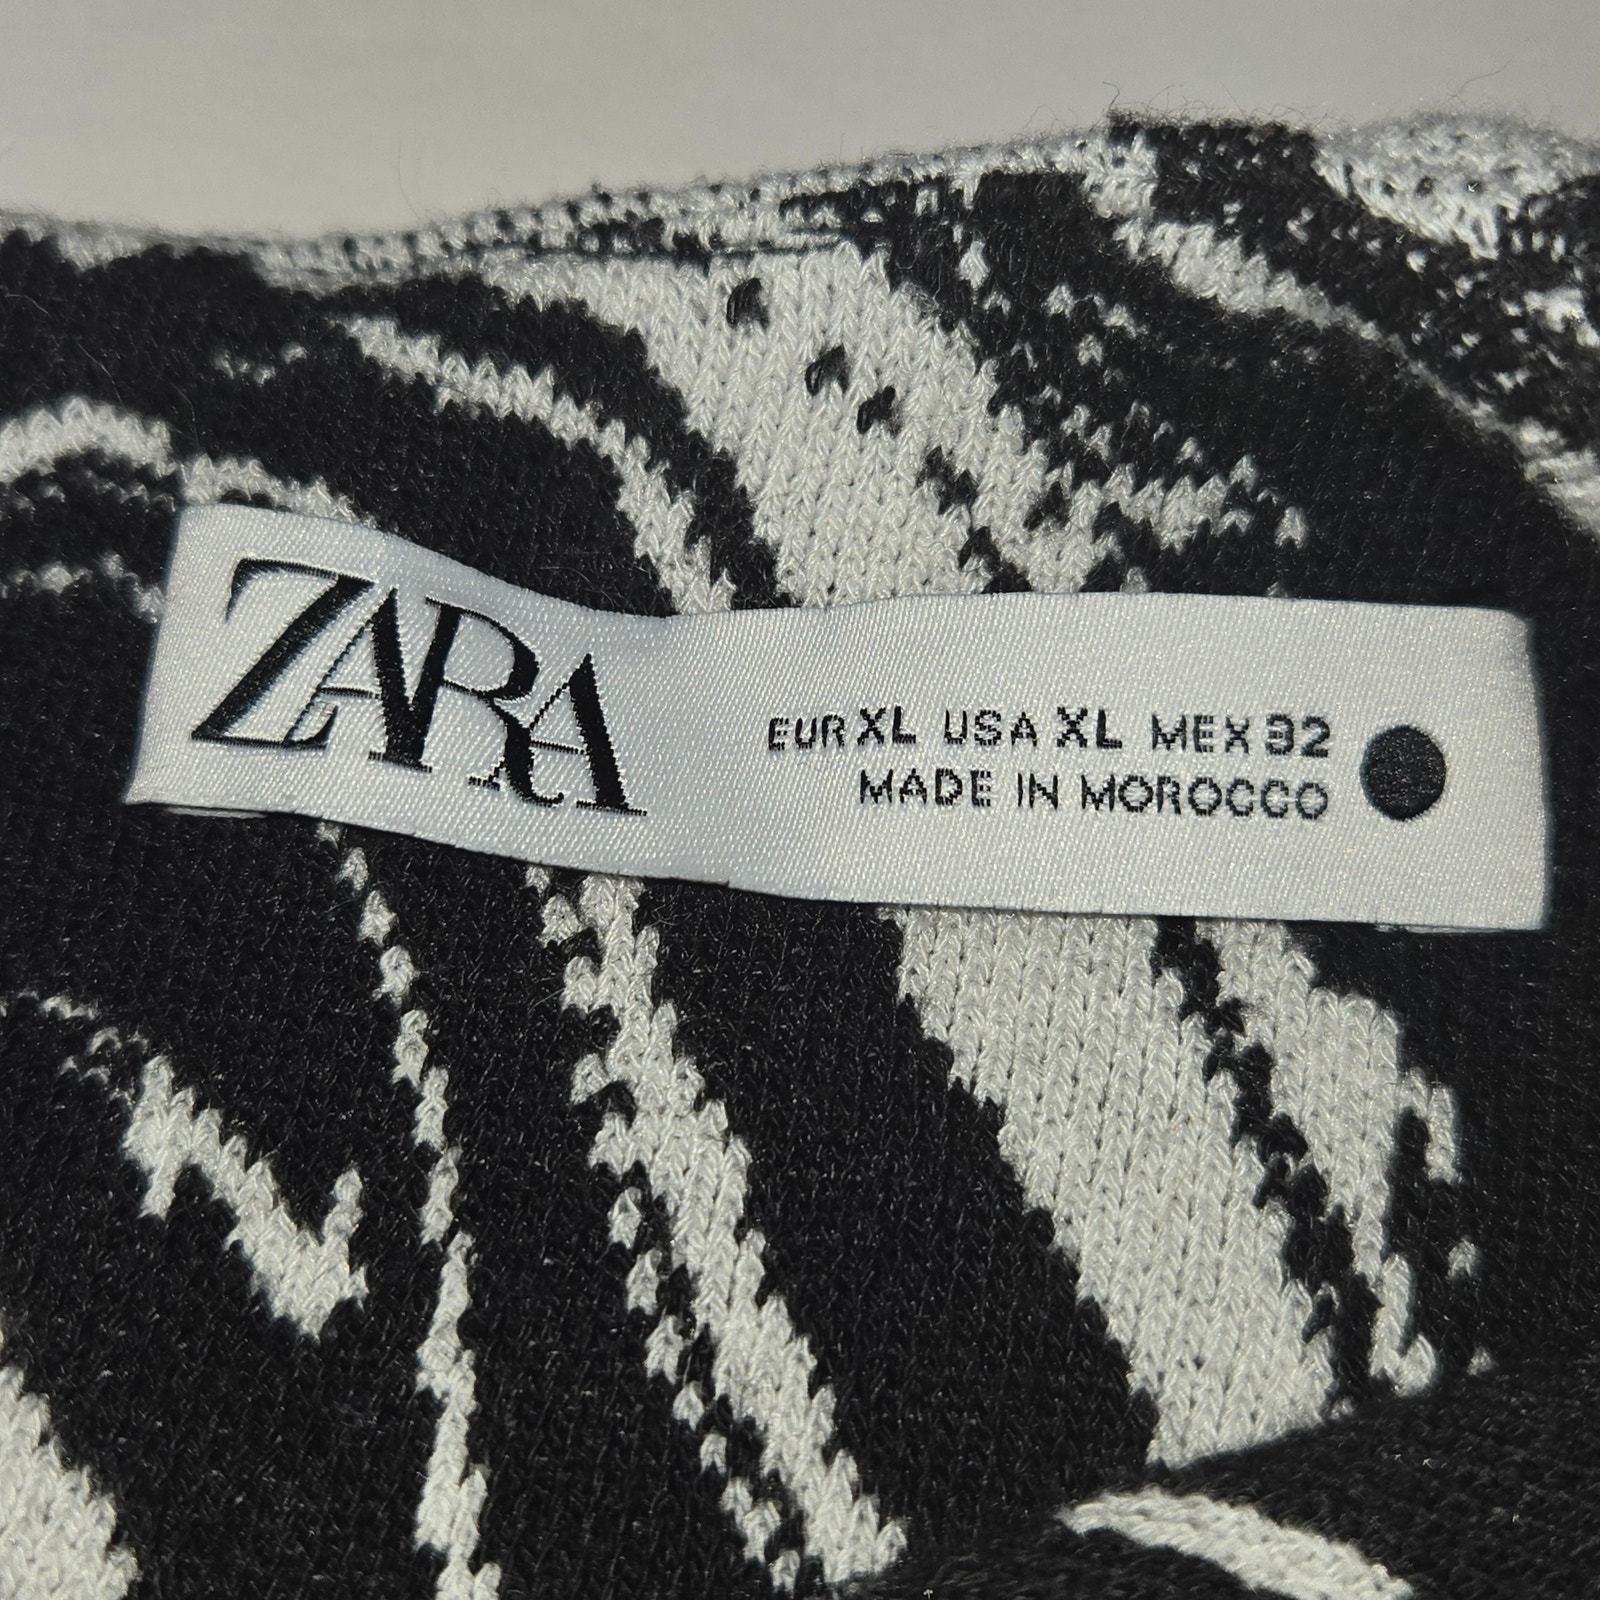 ZARA
EUR XL USA XL MEX 32
MADE IN MOROCCO